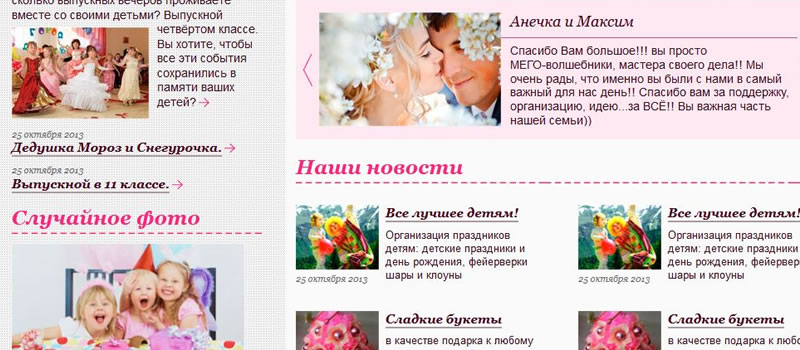 сколько выпускных вечеров проживаете
вместе со своими детьми? Выпускной
четвёртом классе.
Вы хотите, чтобы
все эти события
сохранились в
памяти ваших
детей?
25 октября 2013
Дедушка Мороз и Снегурочка.
25 октября 2013
Выпускной в 11 классе.
Случайное фото
Анечка и Максим
Спасибо Вам большое!!! вы просто
МЕГО-волшебники, мастера своего дела!! Мы
очень рады, что именно вы были с нами в самый
важный для нас день!! Спасибо вам за поддержку,
организацию, идею...за ВСЁ!! Вы важная часть
нашей семьи))
Наши новости
Все лучшее детям!
Организация праздников
детям: детские праздники и
день рождения, фейерверки
шары и клоуны
25 октября 2013
Сладкие букеты
в качестве подарка к любому
Все лучшее детям!
Организация праздников
детям: детские праздники
день рождения, фейерверк
шары и клоуны
25 октября 2013
Сладкие букеты
в качестве подарка к люб